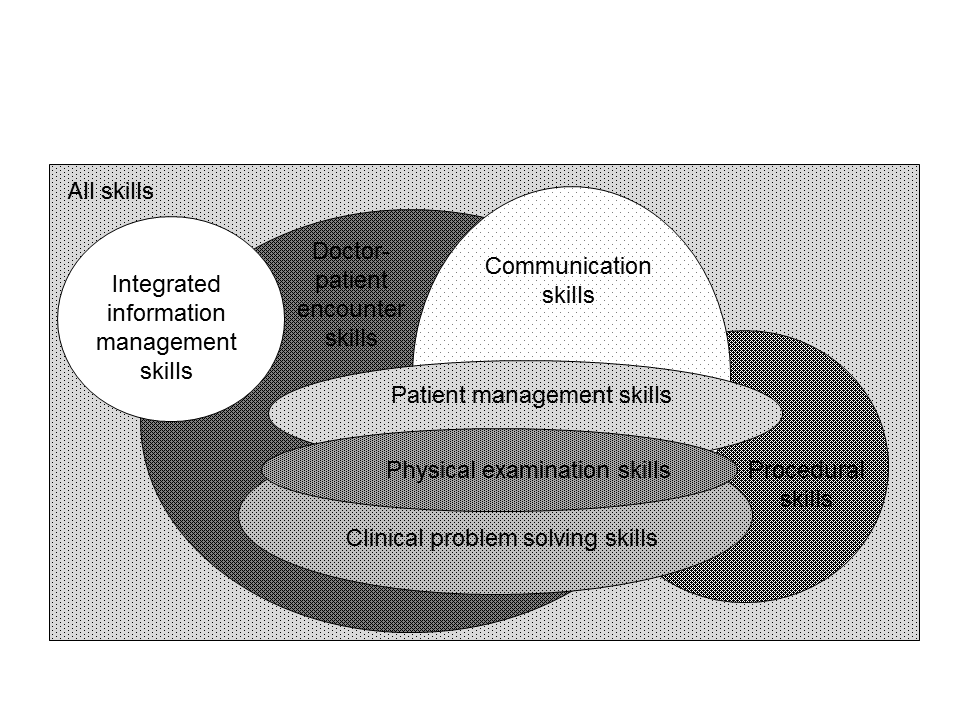 All skills
Doctor-
patient
encounter
skills
Communication
skills
Integrated
information
management
skills
Patient management skills
Physical examination skills
Procedural
skills
Clinical problem solving skills